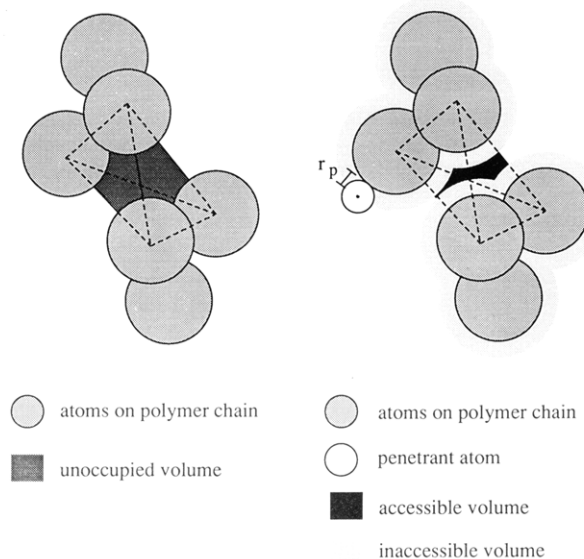 r p
atoms on polymer chain
unoccupied volume
atoms on polymer chain
penetrant atom
accessible volume
inaccessible volume